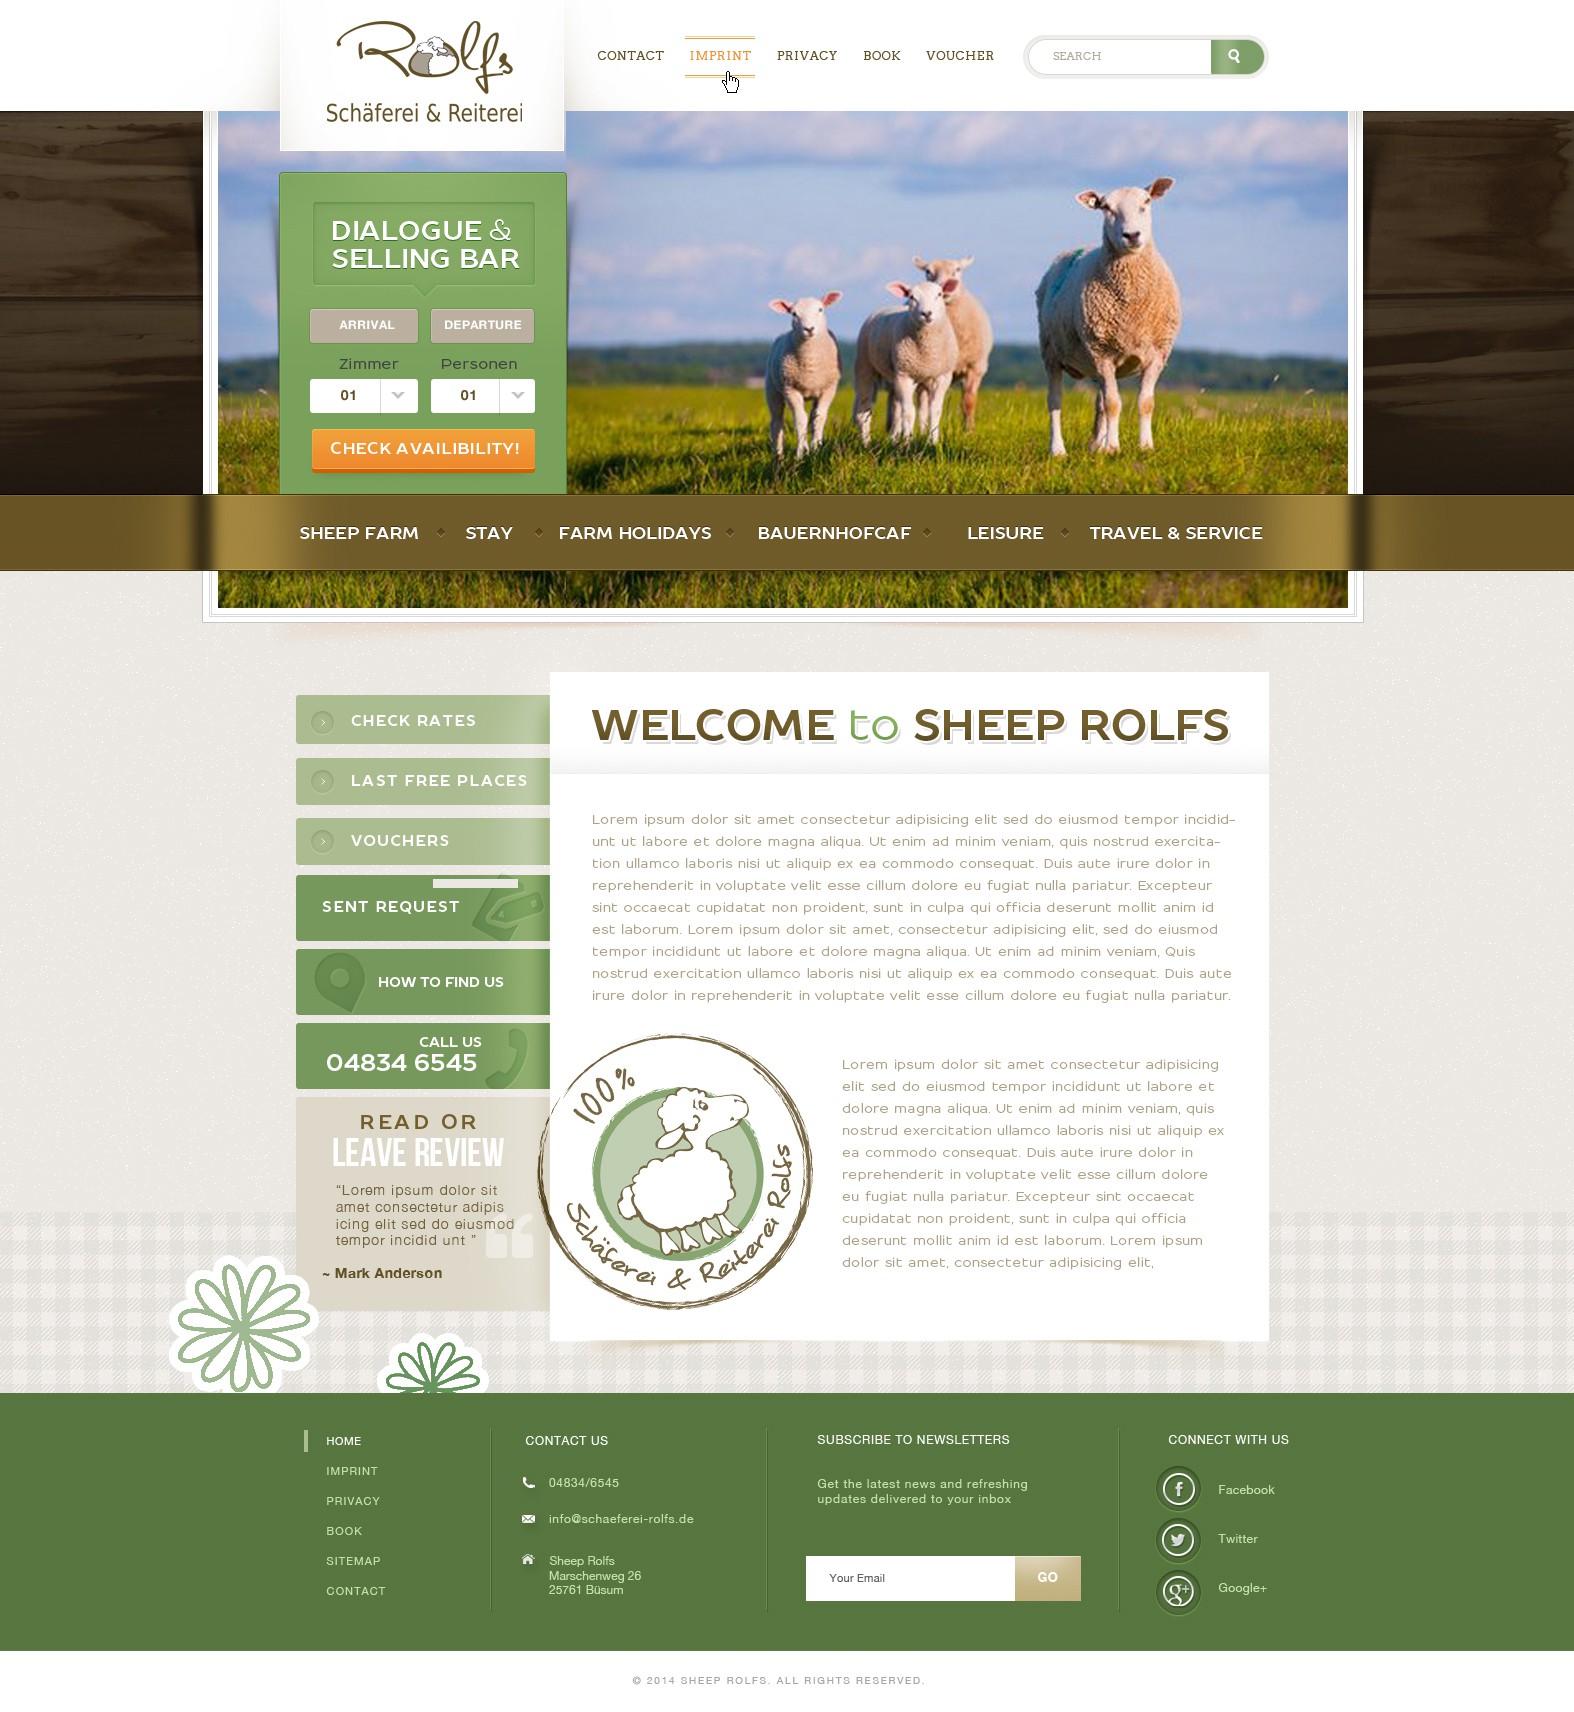 Rolfs
Schäferei & Reiterei
CONTACT IMPRINT PRIVACY BOOK VOUCHER
SEARCH
DIALOGUE &
SELLING BAR
ARRIVAL DEPARTURE
Zimmer Personen
01 01
CHECK AVAILIBILITY!
SHEEP FARM STAY FARM HOLIDAYS BAUERNHOFCAF LEISURE TRAVEL & SERVICE
CHECK RATES
LAST FREE PLACES
VOUCHERS
SENT REQUEST
HOW TO FIND US
CALL US
04834 6545
READ OR
LEAVE REVIEW
“Lorem ipsum dolor sit
amet consectetur adipis
icing elit sed do eiusmod
tempor incidid unt ”
~ Mark Anderson
WELCOME to SHEEP ROLFS
Lorem ipsum dolor sit amet consectetur adipisicing elit sed do eiusmod tempor incidid-
unt ut labore et dolore magna aliqua. Ut enim ad minim veniam, quis nostrud exercita-
tion ullamco laboris nisi ut aliquip ex ea commodo consequat. Duis aute irure dolor in
reprehenderit in voluptate velit esse cillum dolore eu fugiat nulla pariatur. Excepteur
sint occaecat cupidatat non proident, sunt in culpa qui officia deserunt mollit anim id
est laborum. Lorem ipsum dolor sit amet, consectetur adipisicing elit, sed do eiusmod
tempor incididunt ut labore et dolore magna aliqua. Ut enim ad minim veniam, Quis
nostrud exercitation ullamco laboris nisi ut aliquip ex ea commodo consequat. Duis aute
irure dolor in reprehenderit in voluptate velit esse cillum dolore eu fugiat nulla pariatur.
100%
Schäferei & Reiterei Rolfs
Lorem ipsum dolor sit amet consectetur adipisicing
elit sed do eiusmod tempor incididunt ut labore et
dolore magna aliqua. Ut enim ad minim veniam, quis
nostrud exercitation ullamco laboris nisi ut aliquip ex
ea commodo consequat. Duis aute irure dolor in
reprehenderit in voluptate velit esse cillum dolore
eu fugiat nulla pariatur. Excepteur sint occaecat
cupidatat non proident, sunt in culpa qui officia
deserunt mollit anim id est laborum. Lorem ipsum
dolor sit amet, consectetur adipisicing elit,
HOME
IMPRINT
PRIVACY
BOOK
SITEMAP
CONTACT
CONTACT US
04834/6545
info@schaeferei-rolfs.de
Sheep Rolfs
Marschenweg 26
25761 Büsum
SUBSCRIBE TO NEWSLETTERS
Get the latest news and refreshing
updates delivered to your inbox
Your Email GO
CONNECT WITH US
Facebook
Twitter
Google+
© 2014 SHEEP ROLFS. ALL RIGHTS RESERVED.